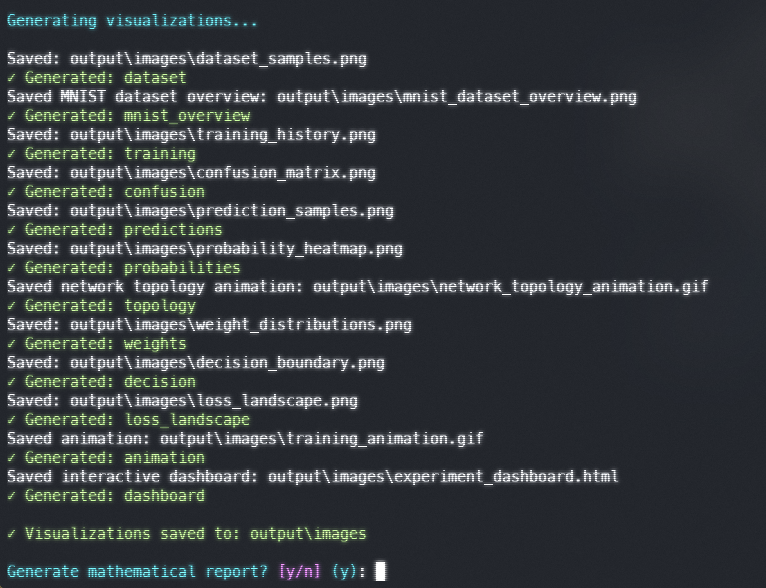 Generating visualizations...
Saved: output\images\dataset_samples.png
✓ Generated: dataset
Saved MNIST dataset overview: output\images\mnist_dataset_overview.png
✓ Generated: mnist_overview
Saved: output\images\training_history.png
✓ Generated: training
Saved: output\images\confusion_matrix.png
✓ Generated: confusion
Saved: output\images\prediction_samples.png
✓ Generated: predictions
Saved: output\images\probability_heatmap.png
✓ Generated: probabilities
Saved network topology animation: output\images\network_topology_animation.gif
✓ Generated: topology
Saved: output\images\weight_distributions.png
✓ Generated: weights
Saved: output\images\decision_boundary.png
✓ Generated: decision
Saved: output\images\loss_landscape.png
✓ Generated: loss_landscape
Saved animation: output\images\training_animation.gif
✓ Generated: animation
Saved interactive dashboard: output\images\experiment_dashboard.html
✓ Generated: dashboard
✓ Visualizations saved to: output\images
Generate mathematical report? [y/n] (y):